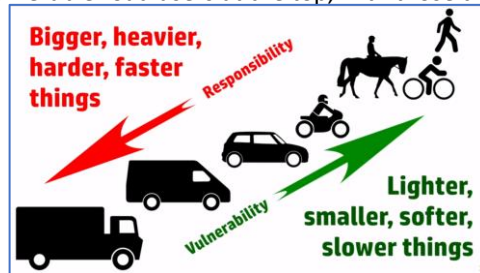 Bigger, heavier,
harder, faster
things
Responsibility
Vulnerability
Lighter,
smaller, softer,
slower things